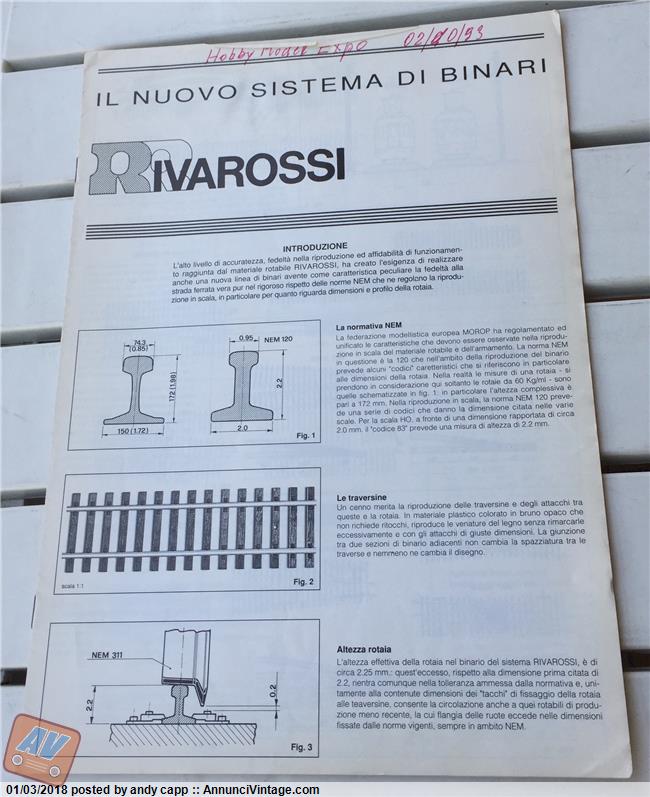 Hobby Model Expo 02/10/93
IL NUOVO SISTEMA DI BINARI
RIVAROSSI
INTRODUZIONE
L'alto livello di accuratezza, fedeltà nella riproduzione ed affidabilità di funzionamen-
to raggiunta dal materiale rotabile RIVAROSSI, ha creato l'esigenza di realizzare
anche una nuova linea di binari avente come caratteristica peculiare la fedeltà alla
strada ferrata vera pur nel rigoroso rispetto delle norme NEM che ne regolcno la riprodu-
zione in scala, in particolare per quanto riguarda dimensioni e profilo della rotaia.
74.3
(0.85)
172 (1.98)
150 (1.72)
0.95
NEM 120
2.2
2.0
Fig. 1
La normativa NEM
La federazione modellistica europea MOROP ha regolamentato ed
unificato le caratteristiche che devono essere osservate nella riprodu-
zione in scala del materiale rotabile e dell'armamento. La norma NEM
in questione è la 120 che nell'ambito della riproduzione del binario
prevede alcuni "codici" caretteristici che si riferiscono in particolare
alle dimensioni della rotaia. Nella realtà le misure di una rotaia - si
prendono in considerazione qui soltanto le rotaie da 60 Kg/ml - sono
quelle schematizzate in fig. 1: in particolare l'altezza complessiva è
pari a 172 mm. Nella riproduzione in scala, la norma NEM 120 preve-
de una serie di codici che danno la dimensione citata nelle varie
scale. Per la scala HO, a fronte di una dimensione rapportata di circa
2.0 mm. il "codice 83" prevede una misura di altezza di 2.2 mm.
scala 1:1
Fig. 2
Le traversine
Un cenno merita la riproduzione delle traversine e degli attacchi tra
queste e la rotaia. In materiale plastico colorato in bruno opaco che
non richiede ritocchi, riproduce le venature del legno senza rimarcarle
eccessivamente e con gli attacchi di giuste dimensioni. La giunzione
tra due sezioni di binario adiacenti non cambia la spazziatura tra le
traverse e nemmeno ne cambia il disegno.
NEM 311
2.2
0.2
Fig. 3
Altezza rotaia
L'altezza effettiva della rotaia nel binario del sistema RIVAROSSI, è di
circa 2.25 mm.: quest'eccesso, rispetto alla dimensione prima citata di
2.2, rientra comunque nella tolleranza ammessa dalla normativa e, uni-
tamente alla contenute dimensioni dei "tacchi" di fissaggio della rotaia
alle teaversine, consente la circolazione anche a quei rotabili di produ-
zione meno recente, la cui flangia delle ruote eccede nelle dimensioni
fissate dalle norme vigenti, sempre in ambito NEM.
AV
01/03/2018 posted by andy capp :: AnnunciVintage.com